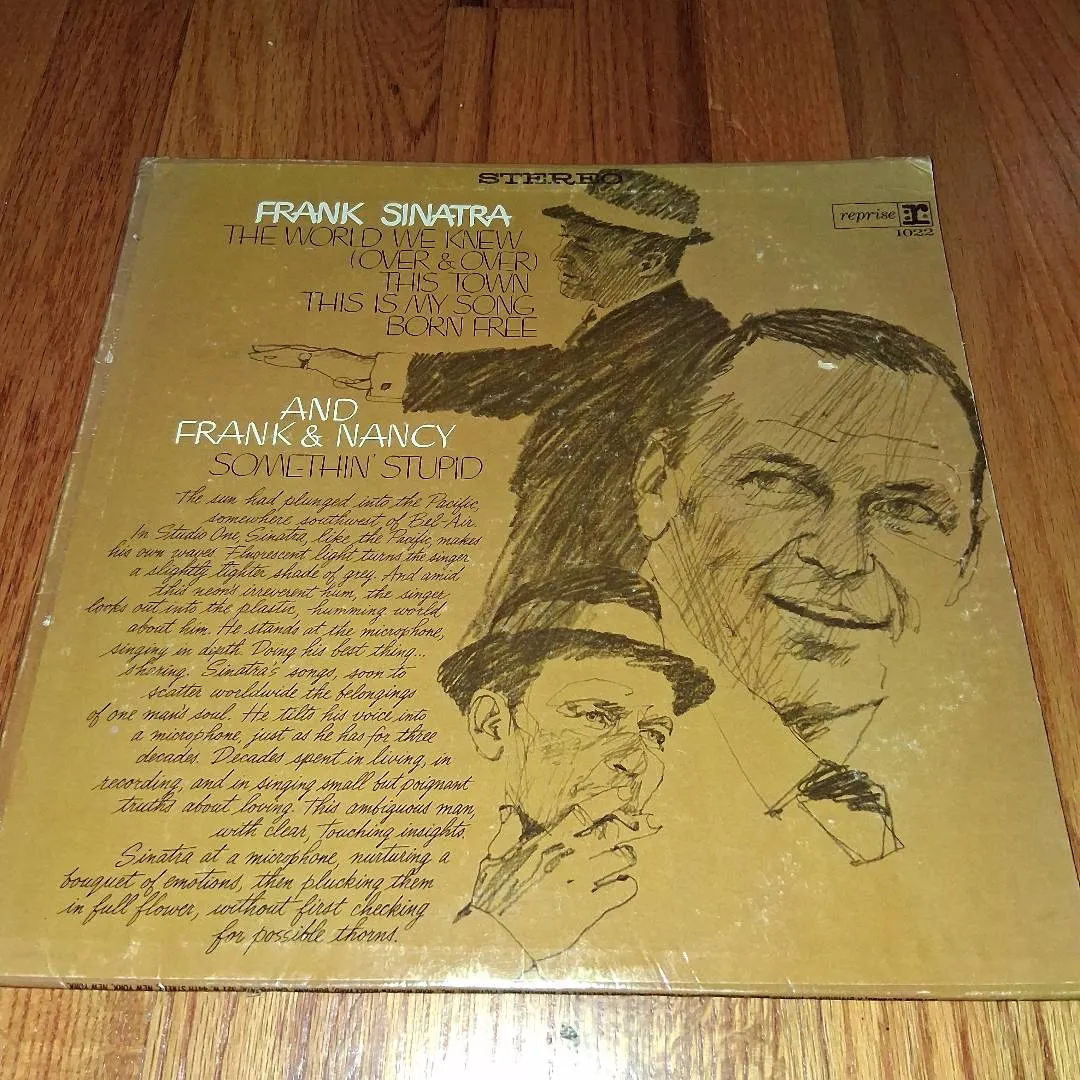 STEREO
FRANK SINATRA
THE WORLD WE KNEW
(OVER & OVER)
THIS TOWN
THIS IS MY SONG
BORN FREE
reprise r:
1022
AND
FRANK & NANCY
SOMETHIN' STUPID
The sun had plunged into the Pacific,
somewhere southwest of Bel-Air.
In Studio One, Sinatra, like the Pacific, makes
his own waves. Fluorescent light turns the singer
a slightly lighter shade of grey. And amid
this neon's irreverent hum, the singer
looks out into the plastic, humming world
about him. He stands at the microphone,
singing in depth. Doing his best thing...
sharing. Sinatra's songs, soon to
scatter worldwide the belongings
of one man's soul. He tilts his voice into
a microphone, just as he has for three
decades. Decades spent in living, in
recording, and in singing small but poignant
truths about loving. This ambiguous man,
with clear, touching insights.
Sinatra at a microphone, nurturing a
bouquet of emotions, then plucking them
in full flower, without first checking
for possible thorns.
44TH STREET, NEW YORK, NEW YORK